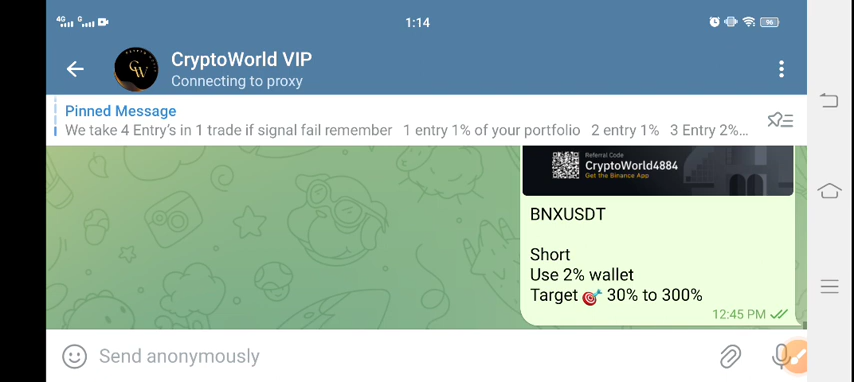 4G G 1:14 96
CryptoWorld VIP
Connecting to proxy
Pinned Message
We take 4 Entry's in 1 trade if signal fail remember 1 entry 1% of your portfolio 2 entry 1% 3 Entry 2%...
Referral Code
CryptoWorld4884
Get the Binance App
BNXUSDT
Short
Use 2% wallet
Target 🎯 30% to 300%
12:45 PM
Send anonymously